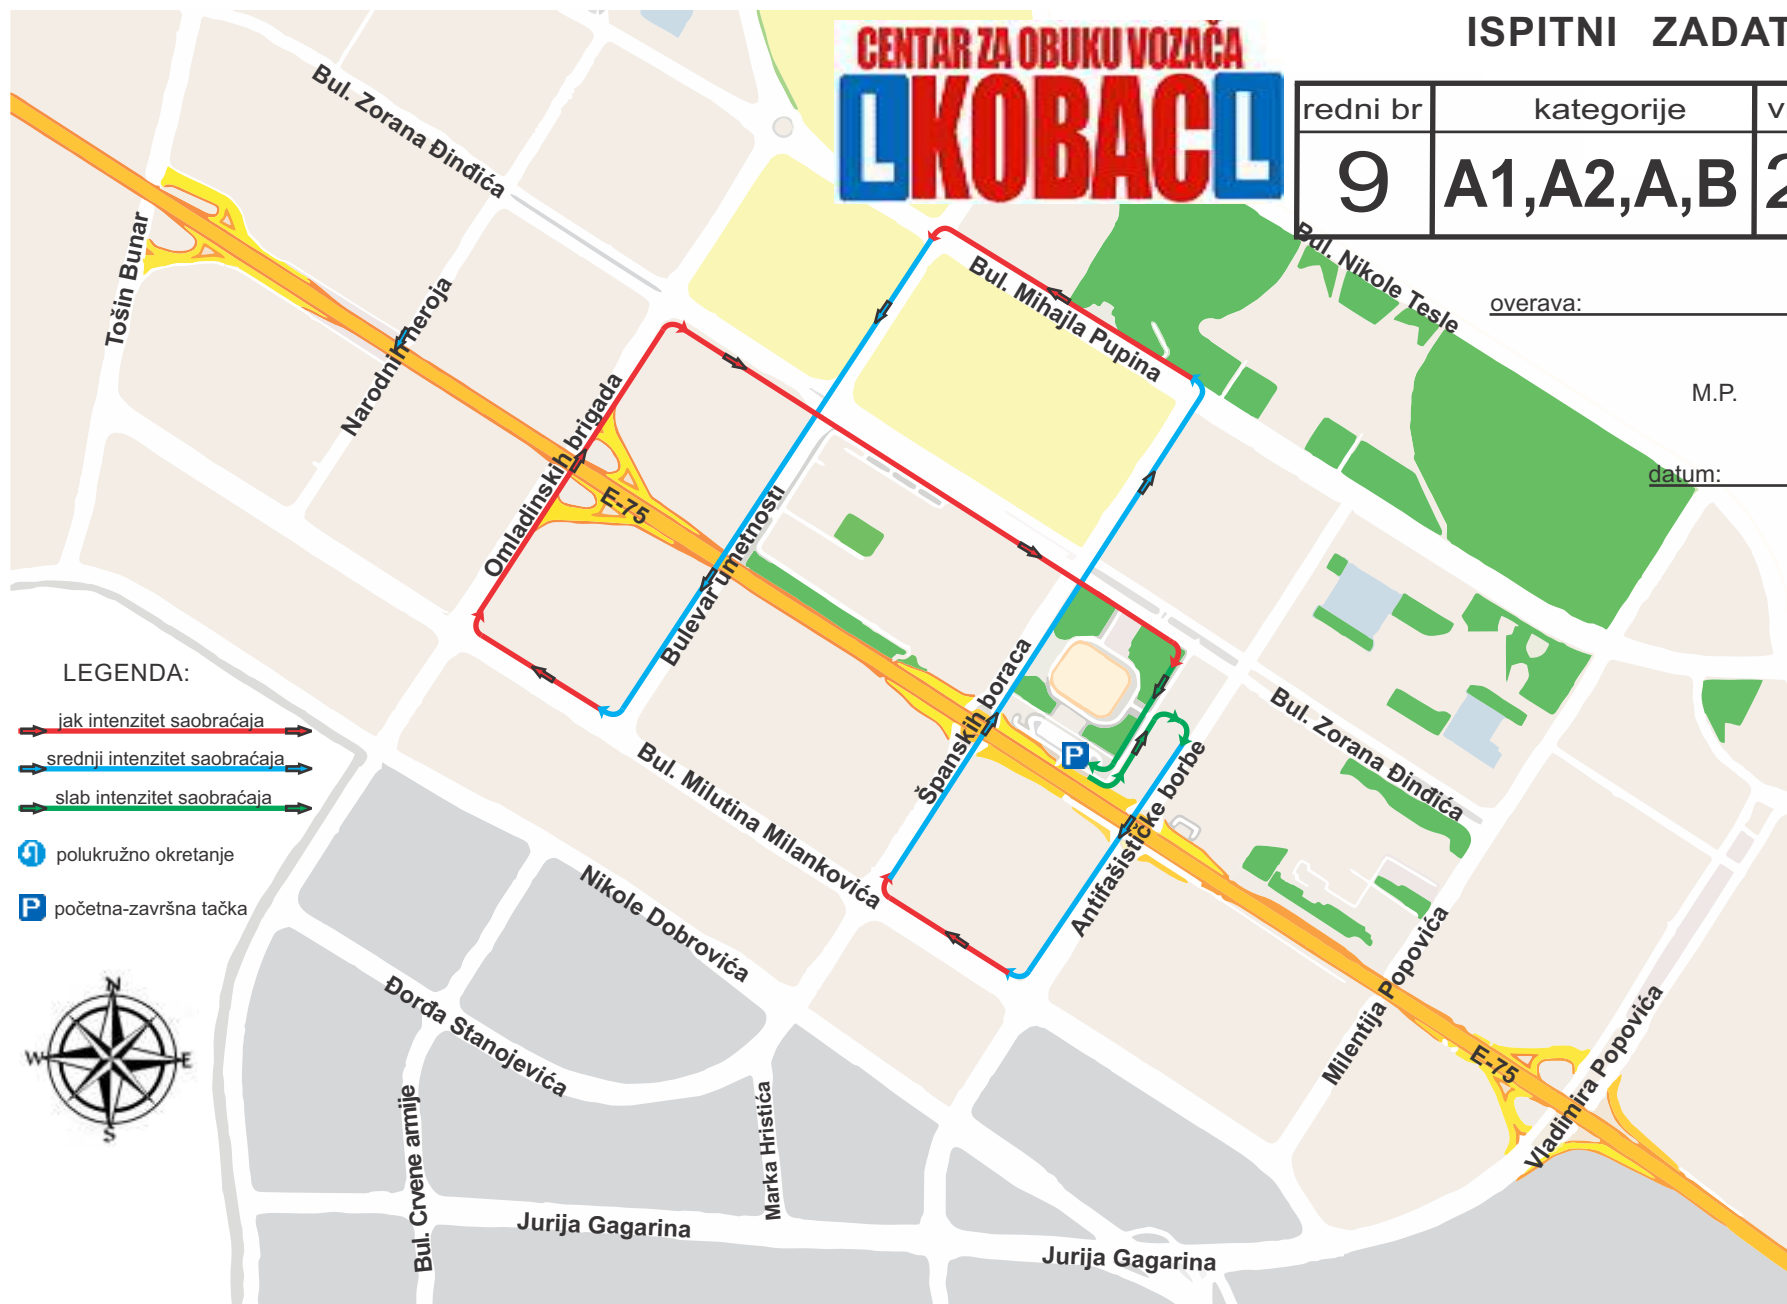 CENTAR ZA OBUKU VOZAČA
L KOBAC L
ISPITNI ZADAT
redni br
kategorije
v
9
A1,A2,A,B
2
overava:
M.P.
datum:
Bul. Zorana Đinđića
Tošin Bunar
Narodnih heroja
Omladinskih brigada
E-75
Bulevar umetnosti
Bul. Mihajla Pupina
Bul. Nikole Tesle
Španskih boraca
Antifašističke borbe
Bul. Zorana Đinđića
P
Bul. Milutina Milankovića
Nikole Dobrovića
Đorđa Stanojevića
Bul. Crvene armije
Marka Hristića
Jurija Gagarina
Jurija Gagarina
Milentija Popovića
E-75
Vladimira Popovića
LEGENDA:
jak intenzitet saobraćaja
srednji intenzitet saobraćaja
slab intenzitet saobraćaja
polukružno okretanje
P početna-završna tačka
N
W
E
S